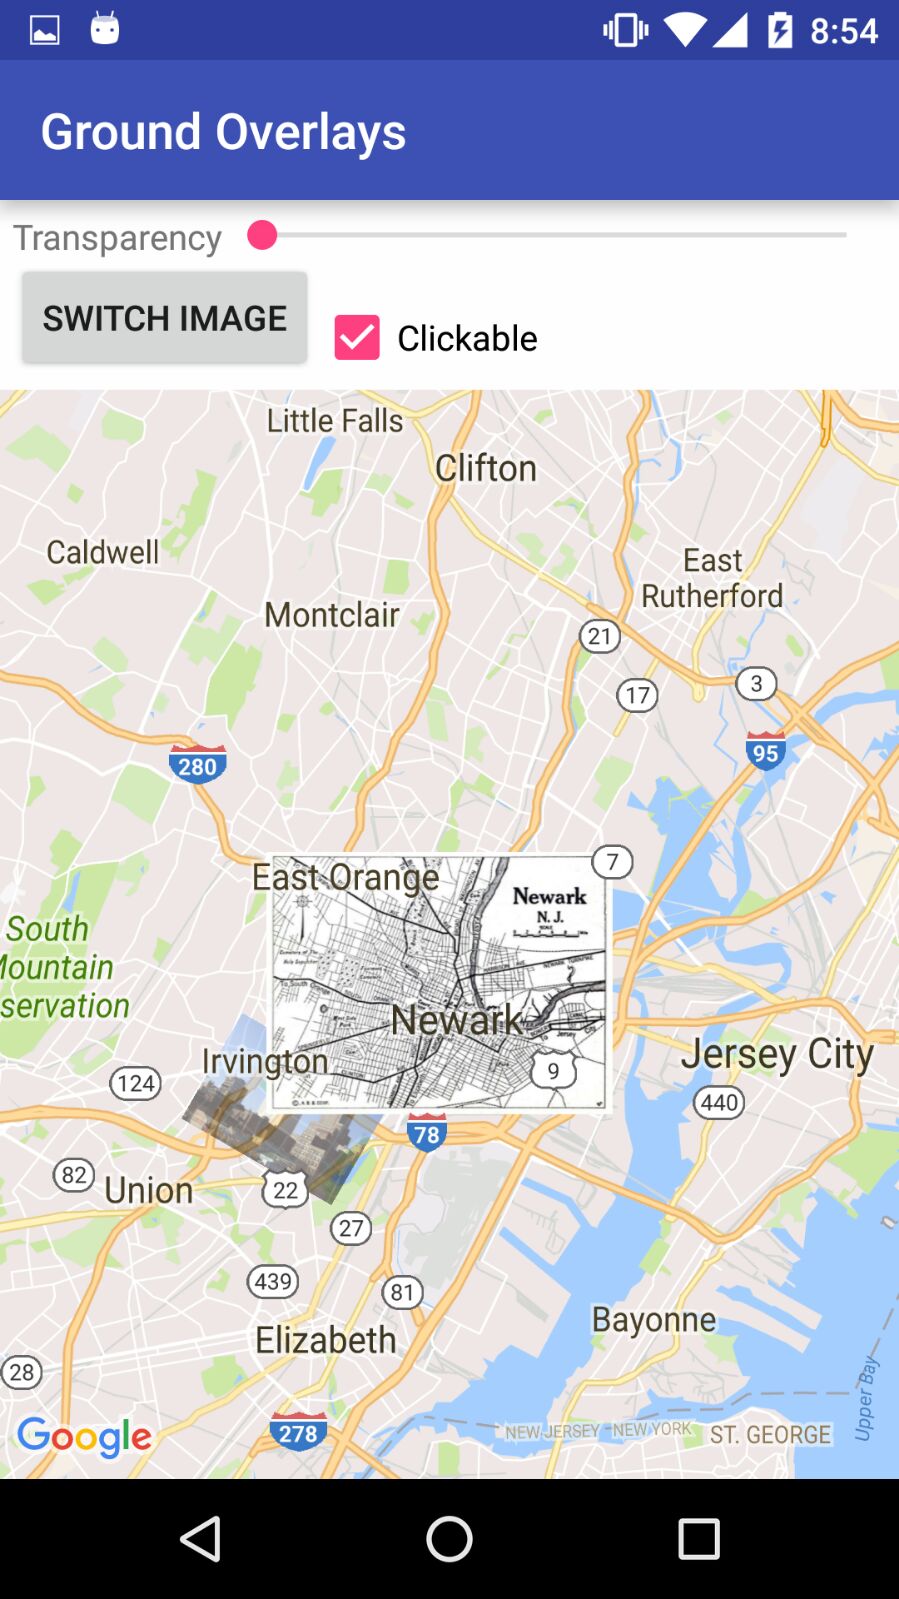 8:54
Ground Overlays
Transparency
SWITCH IMAGE
Clickable
Little Falls
Clifton
Caldwell
East
Rutherford
Montclair
21
17
3
95
280
7
East Orange
Newark
N. J.
SCALE
South
Mountain
servation
Newark
Irvington
9
Jersey City
124
440
78
82
Union
22
27
439
81
Bayonne
Elizabeth
28
Upper Bay
Google
278
NEW JERSEY
NEW YORK
ST. GEORGE